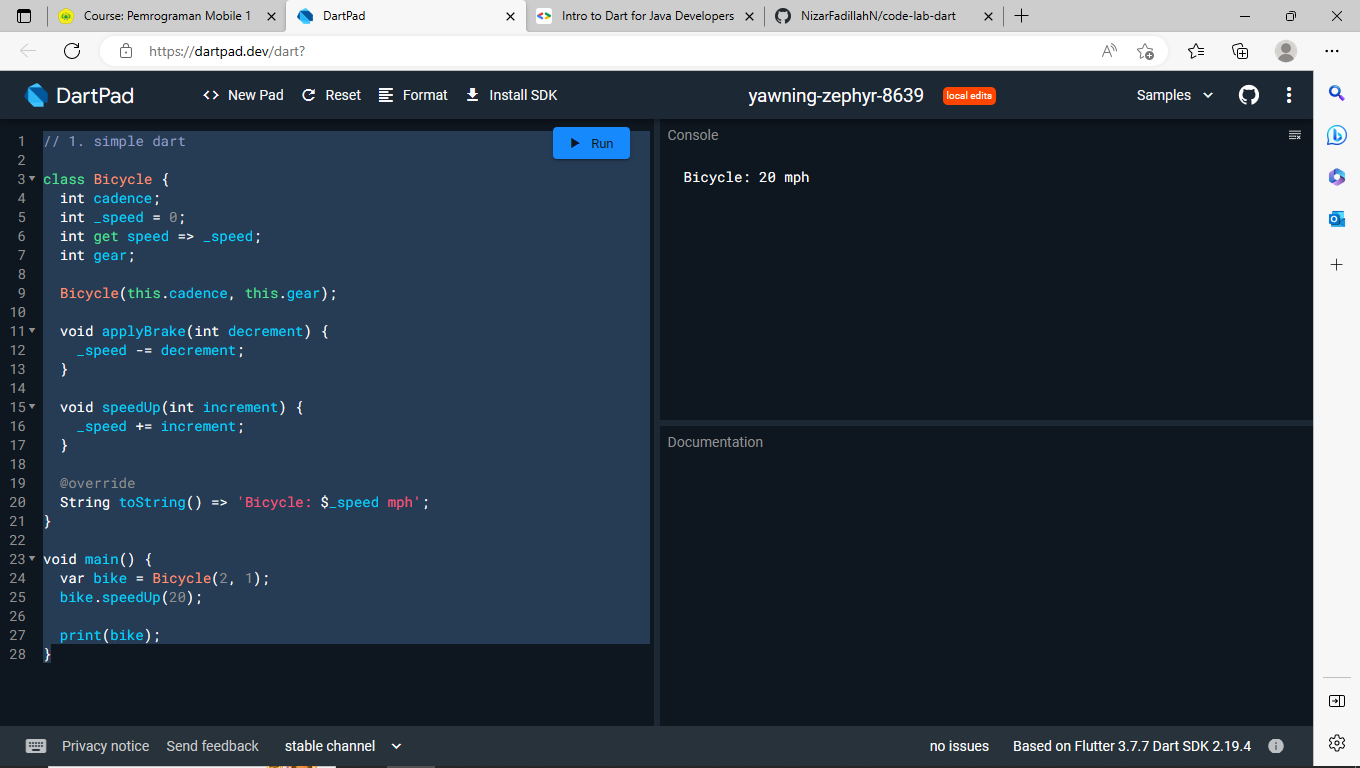 Course: Pemrograman Mobile 1
DartPad
Intro to Dart for Java Developers
NizarFadillahN/code-lab-dart
https://dartpad.dev/dart?
DartPad
<> New Pad
Reset
Format
Install SDK
yawning-zephyr-8639
local edits
Samples
1 // 1. simple dart
2
3 class Bicycle {
4   int cadence;
5   int _speed = 0;
6   int get speed => _speed;
7   int gear;
8
9   Bicycle(this.cadence, this.gear);
10
11   void applyBrake(int decrement) {
12     _speed -= decrement;
13   }
14
15   void speedUp(int increment) {
16     _speed += increment;
17   }
18
19   @override
20   String toString() => 'Bicycle: $_speed mph';
21 }
22
23 void main() {
24   var bike = Bicycle(2, 1);
25   bike.speedUp(20);
26
27   print(bike);
28 }
Run
Console
Bicycle: 20 mph
Documentation
Privacy notice
Send feedback
stable channel
no issues
Based on Flutter 3.7.7 Dart SDK 2.19.4